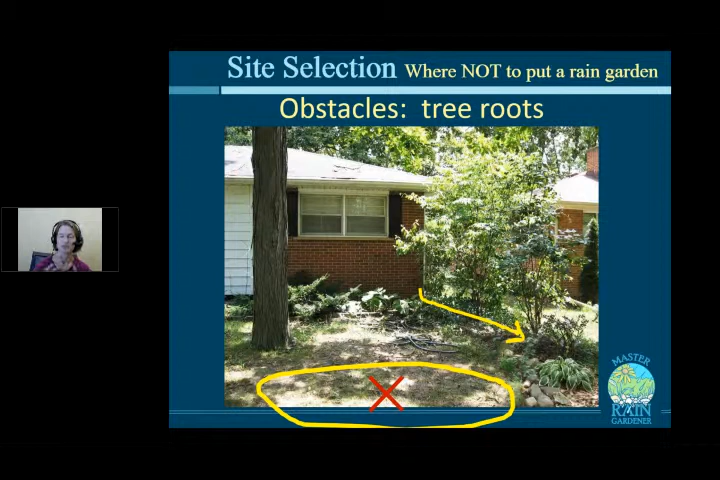 Site Selection Where NOT to put a rain garden
Obstacles: tree roots
MASTER
RAIN
GARDENER